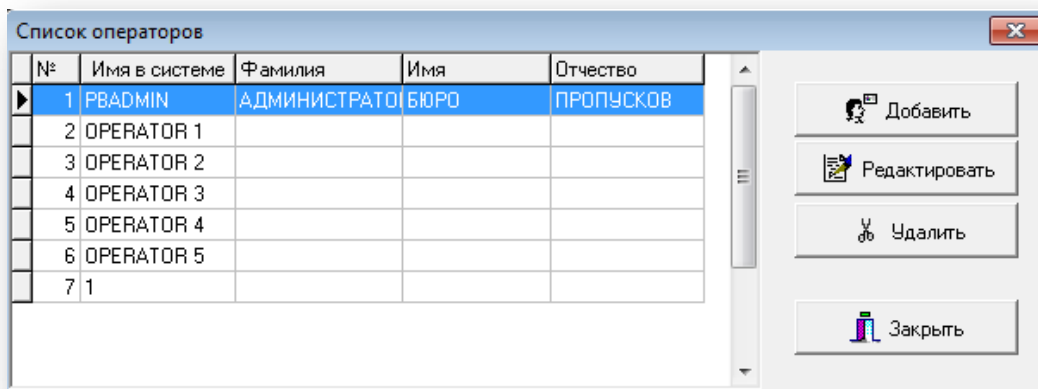 Список операторов
№ Имя в системе Фамилия Имя Отчество
1 PBADMIN АДМИНИСТРАТО БЮРО ПРОПУСКОВ
2 OPERATOR 1
3 OPERATOR 2
4 OPERATOR 3
5 OPERATOR 4
6 OPERATOR 5
7 1
Добавить
Редактировать
Удалить
Закрыть